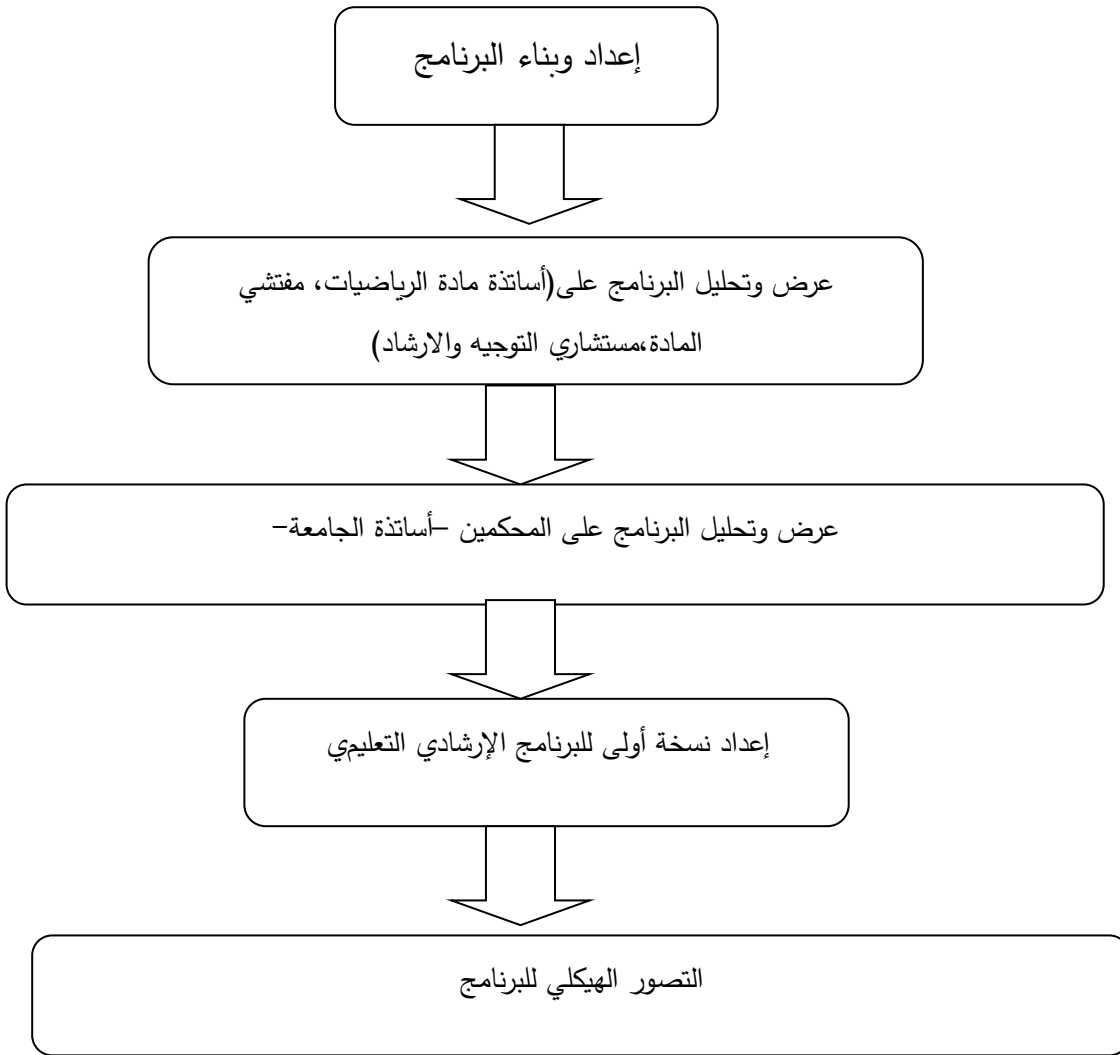 إعداد وبناء البرنامج
عرض وتحليل البرنامج على(أساتذة مادة الرياضيات، مفتشي
المادة،مستشاري التوجيه والارشاد)
عرض وتحليل البرنامج على المحكمين –أساتذة الجامعة-
إعداد نسخة أولى للبرنامج الإرشادي التعليمي
التصور الهيكلي للبرنامج